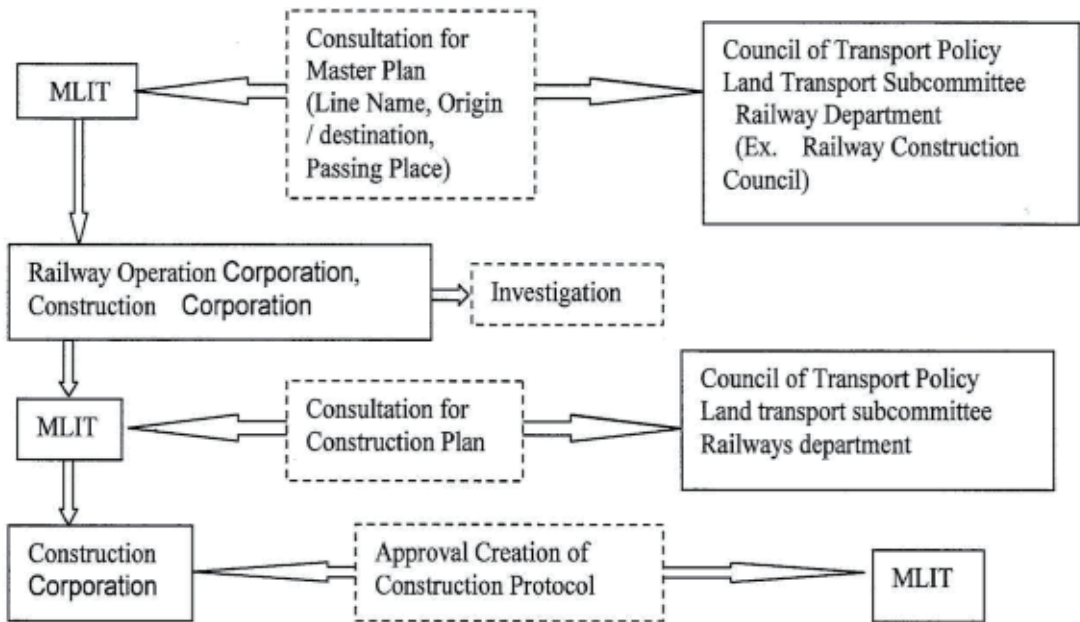 MLIT
Consultation for
Master Plan
(Line Name, Origin
/ destination,
Passing Place)
Council of Transport Policy
Land Transport Subcommittee
Railway Department
(Ex. Railway Construction
Council)
Railway Operation Corporation,
Construction Corporation
Investigation
MLIT
Consultation for
Construction Plan
Council of Transport Policy
Land transport subcommittee
Railways department
Construction
Corporation
Approval Creation of
Construction Protocol
MLIT